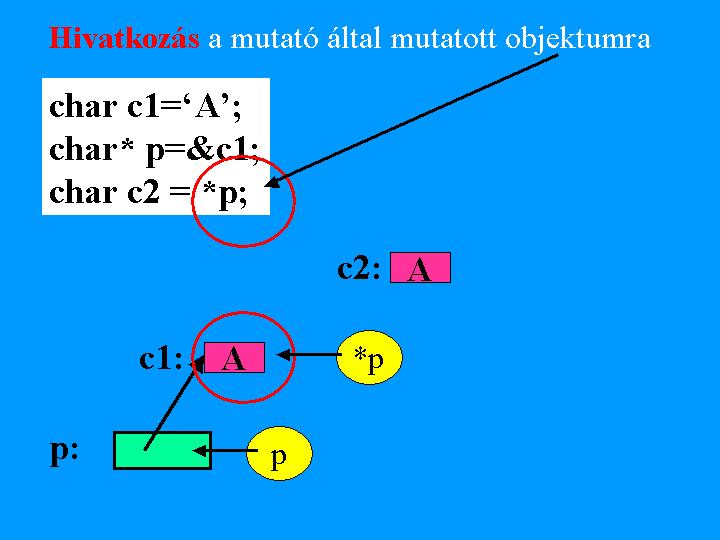 Hivatkozás a mutató által mutatott objektumra
char c1=‘A’;
char* p=&c1;
char c2 = *p;
c2: A
c1: A *p
p: p